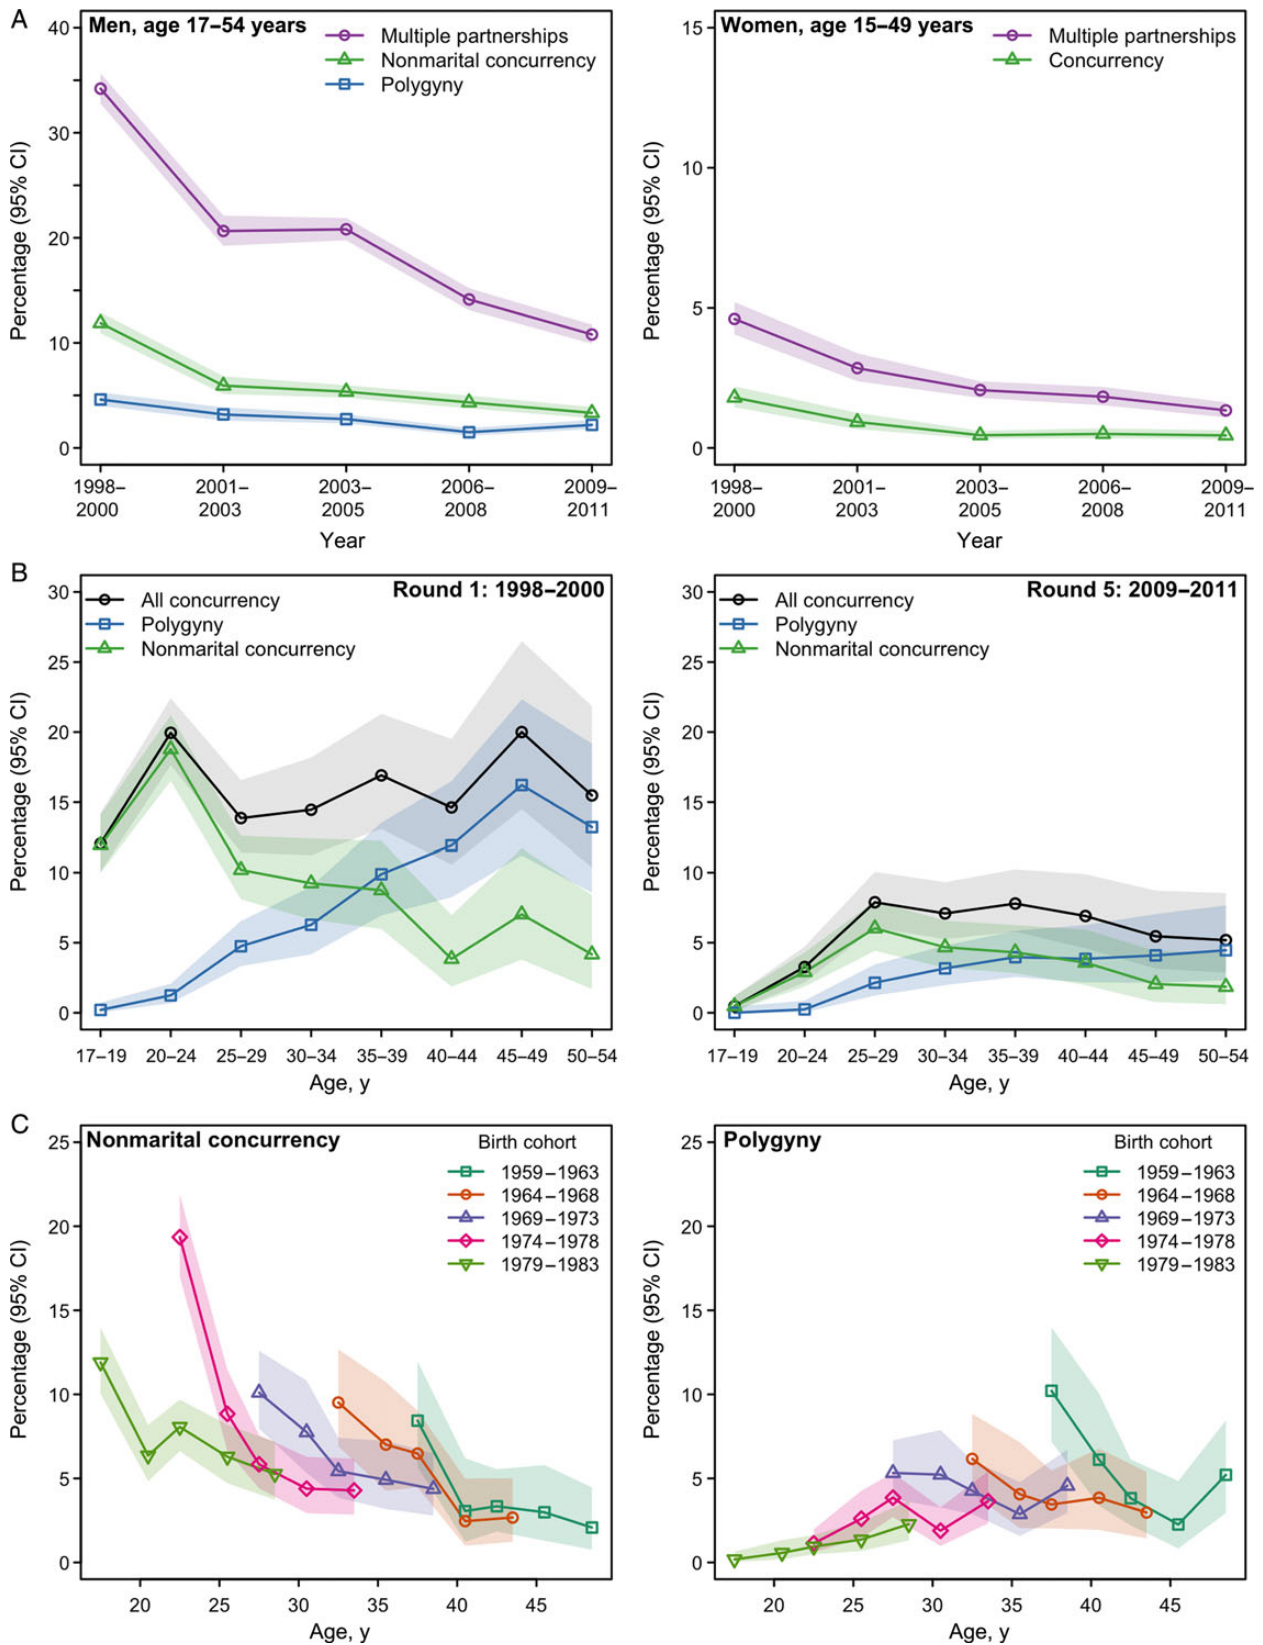 A
Men, age 17–54 years
Multiple partnerships
Nonmarital concurrency
Polygyny
Percentage (95% CI)
40
30
20
10
0
1998–
2000
2001–
2003
2003–
2005
2006–
2008
2009–
2011
Year
Women, age 15–49 years
Multiple partnerships
Concurrency
Percentage (95% CI)
15
10
5
0
1998–
2000
2001–
2003
2003–
2005
2006–
2008
2009–
2011
Year
B
Round 1: 1998–2000
All concurrency
Polygyny
Nonmarital concurrency
Percentage (95% CI)
30
25
20
15
10
5
0
17–19 20–24 25–29 30–34 35–39 40–44 45–49 50–54
Age, y
Round 5: 2009–2011
All concurrency
Polygyny
Nonmarital concurrency
Percentage (95% CI)
30
25
20
15
10
5
0
17–19 20–24 25–29 30–34 35–39 40–44 45–49 50–54
Age, y
C
Nonmarital concurrency
Birth cohort
1959–1963
1964–1968
1969–1973
1974–1978
1979–1983
Percentage (95% CI)
25
20
15
10
5
0
20 25 30 35 40 45
Age, y
Polygyny
Birth cohort
1959–1963
1964–1968
1969–1973
1974–1978
1979–1983
Percentage (95% CI)
25
20
15
10
5
0
20 25 30 35 40 45
Age, y